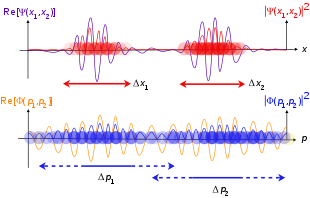 Re[Ψ(x₁,x₂)] |Ψ(x₁,x₂)|²
x
Δx₁ Δx₂
Re[Φ(p₁,p₂)] |Φ(p₁,p₂)|²
p
Δp₁
Δp₂